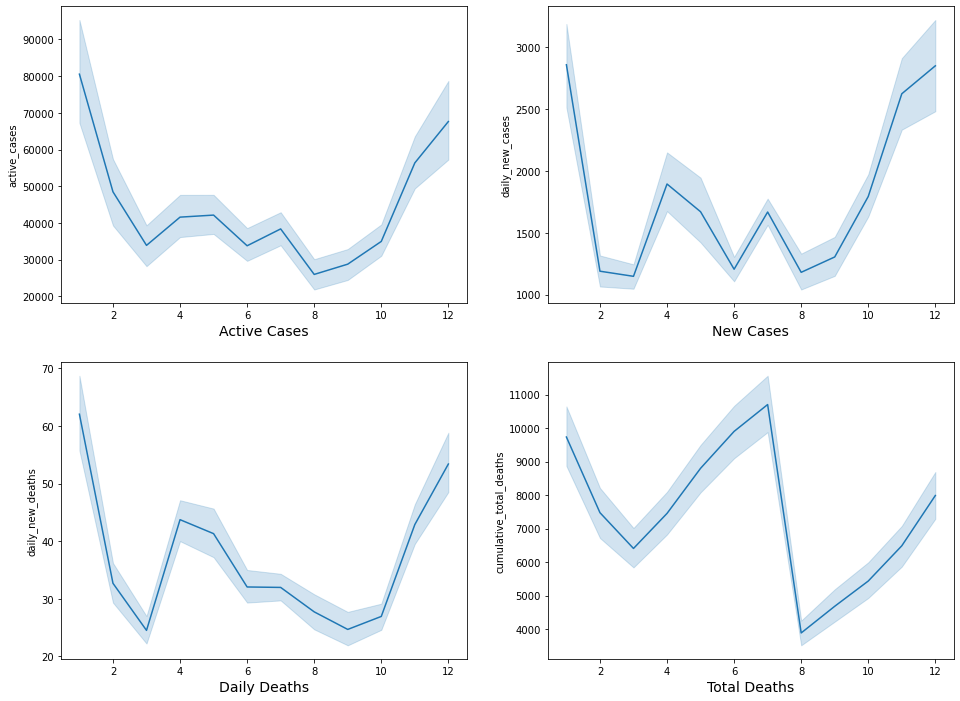 90000
80000
70000
60000
50000
40000
30000
20000
active_cases
2 4 6 8 10 12
Active Cases
3000
2500
2000
1500
1000
daily_new_cases
2 4 6 8 10 12
New Cases
70
60
50
40
30
20
daily_new_deaths
2 4 6 8 10 12
Daily Deaths
11000
10000
9000
8000
7000
6000
5000
4000
cumulative_total_deaths
2 4 6 8 10 12
Total Deaths